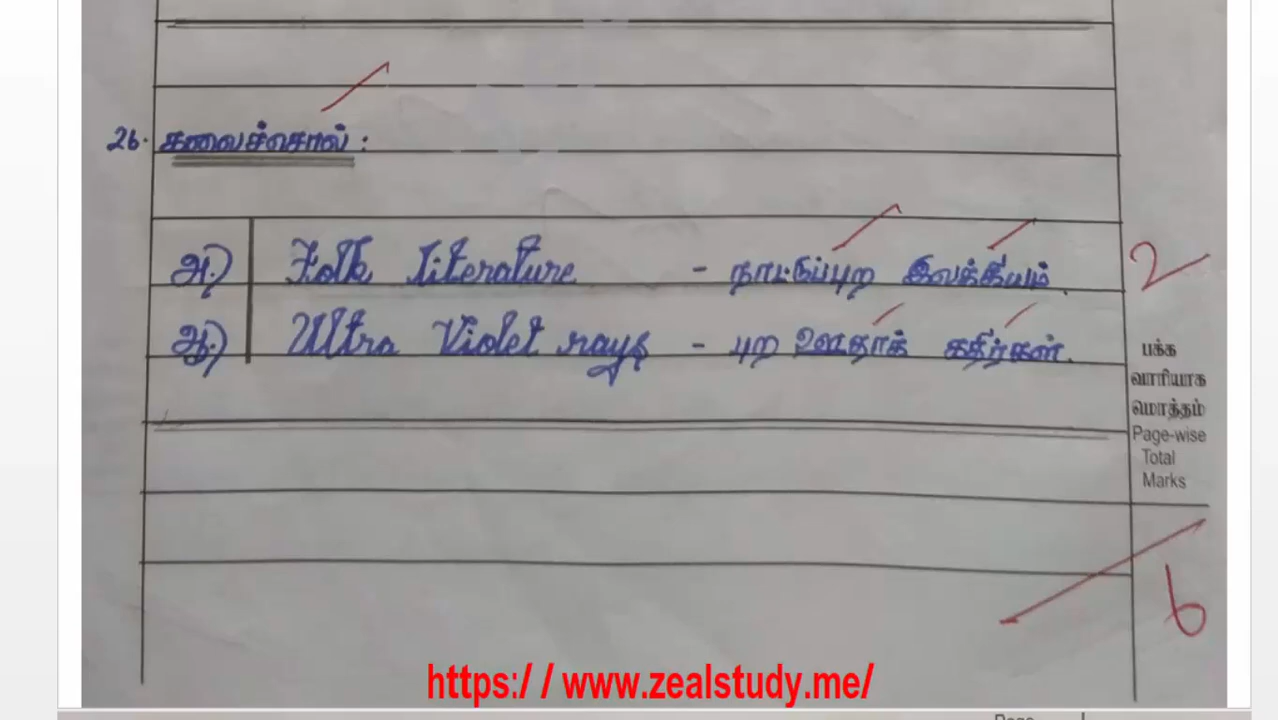 26. கலைச்சொல் :
அ.) Folk literature - நாட்டுப்புற இலக்கியம்.
2
ஆ.) Ultra Violet rays - புற ஊதாக் கதிர்கள்.
பக்க
வாரியாக
மொத்தம்
Page-wise
Total
Marks
6
https:/ / www.zealstudy.me/